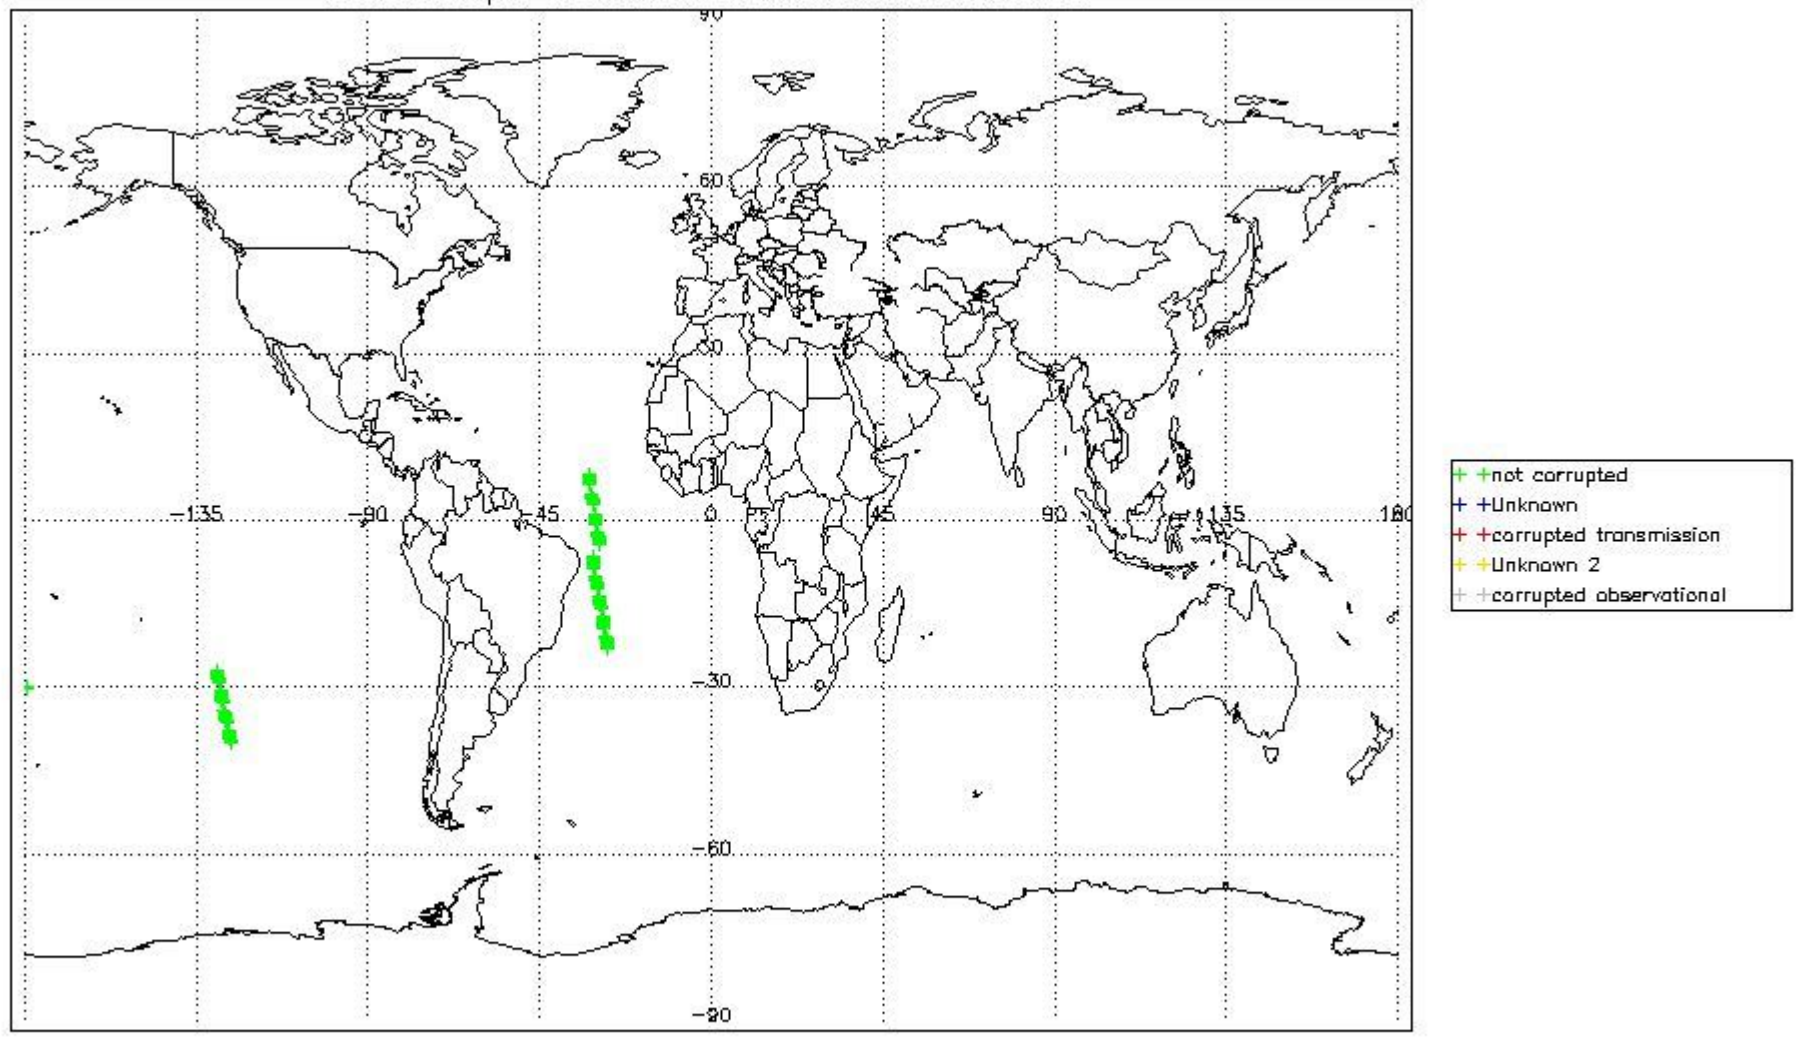 90
60
30
-135 -90 -45 0 45 90 135 180
-30
-60
-90
not corrupted
Unknown
corrupted transmission
Unknown 2
corrupted observational